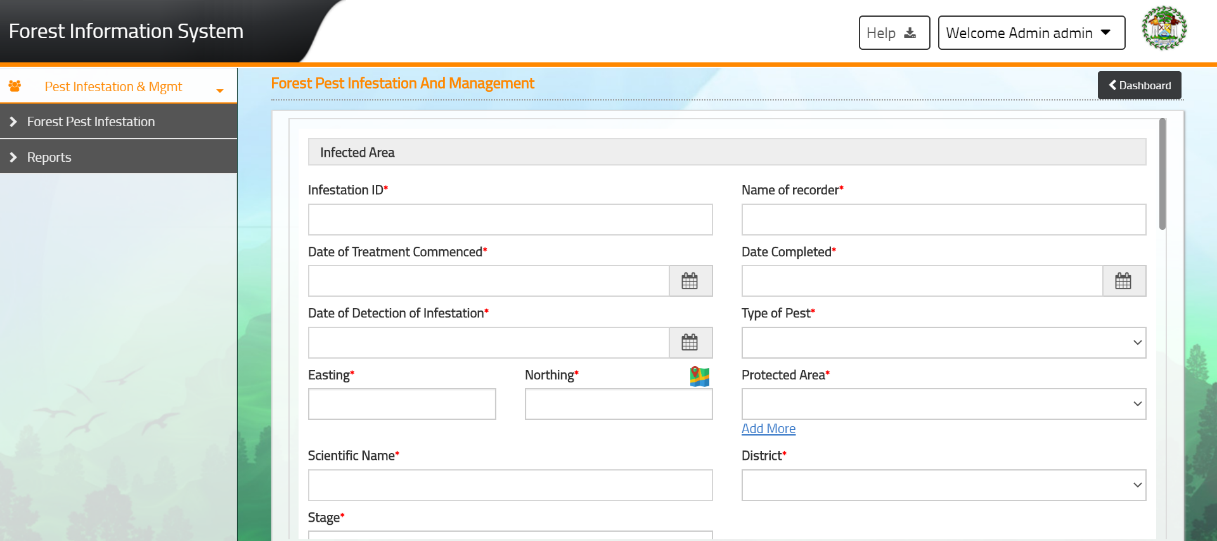 Forest Information System
Help
Welcome Admin admin
Pest Infestation & Mgmt
Forest Pest Infestation
Reports
Forest Pest Infestation And Management
Dashboard
Infected Area
Infestation ID*
Name of recorder*
Date of Treatment Commenced*
Date Completed*
Date of Detection of Infestation*
Type of Pest*
Easting*
Northing*
Protected Area*
Add More
Scientific Name*
District*
Stage*